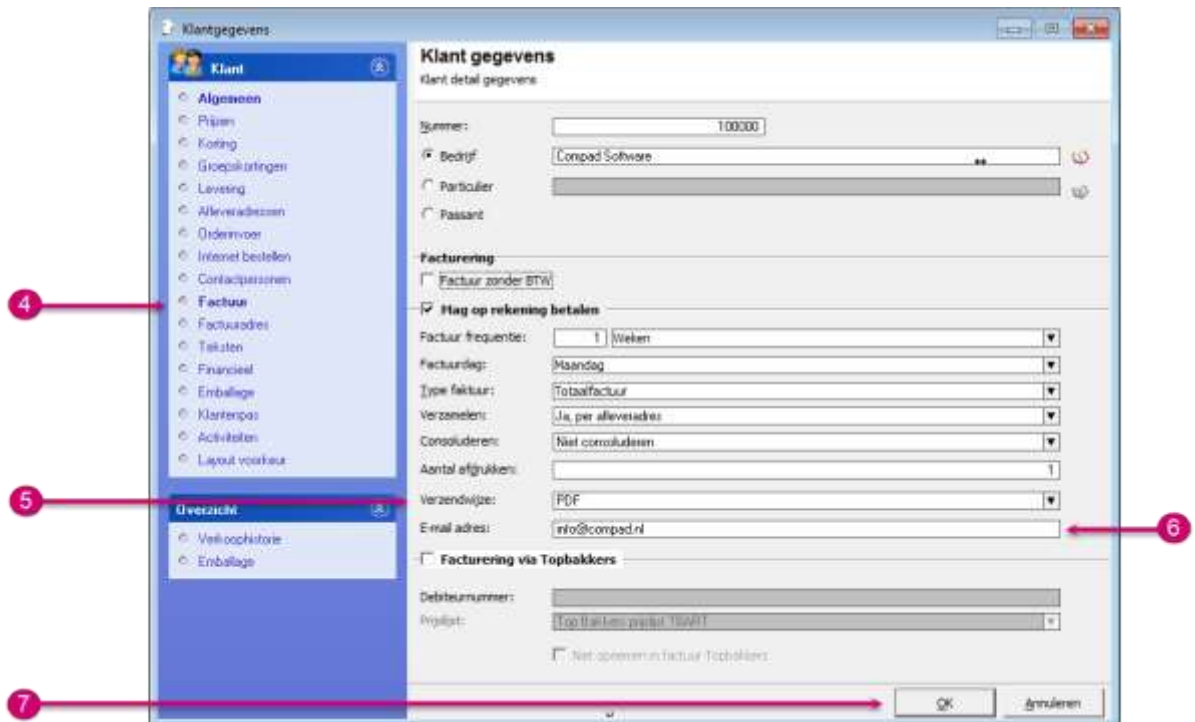 Klantgegevens
Klant
Algemeen
Prijzen
Korting
Groepskortingen
Levering
Afleveradressen
Orderinvoer
Internet bestellen
Contactpersonen
4
Factuur
Factuuradres
Teksten
Financieel
Emballage
Klantenpas
Activiteiten
Layout voorkeur
5
Overzicht
Verkoophistorie
Emballage
7
Klant gegevens
Klant detail gegevens
Nummer: 100000
Bedrijf Compad Software
Particulier
Passant
Facturering
Factuur zonder BTW
Mag op rekening betalen
Factuur frequentie: 1 Weken
Factuurdag: Maandag
Type faktuur: Totaalfactuur
Verzamelen: Ja, per afleveradres
Consoluderen: Niet consoluderen
Aantal afdrukken: 1
Verzendwijze: PDF
E-mail adres: info@compad.nl
6
Facturering via Topbakkers
Debiteurnummer:
Prijslijst: Top Bakkers prijslijst
Niet opnemen in factuur Topbakkers
OK Annuleren